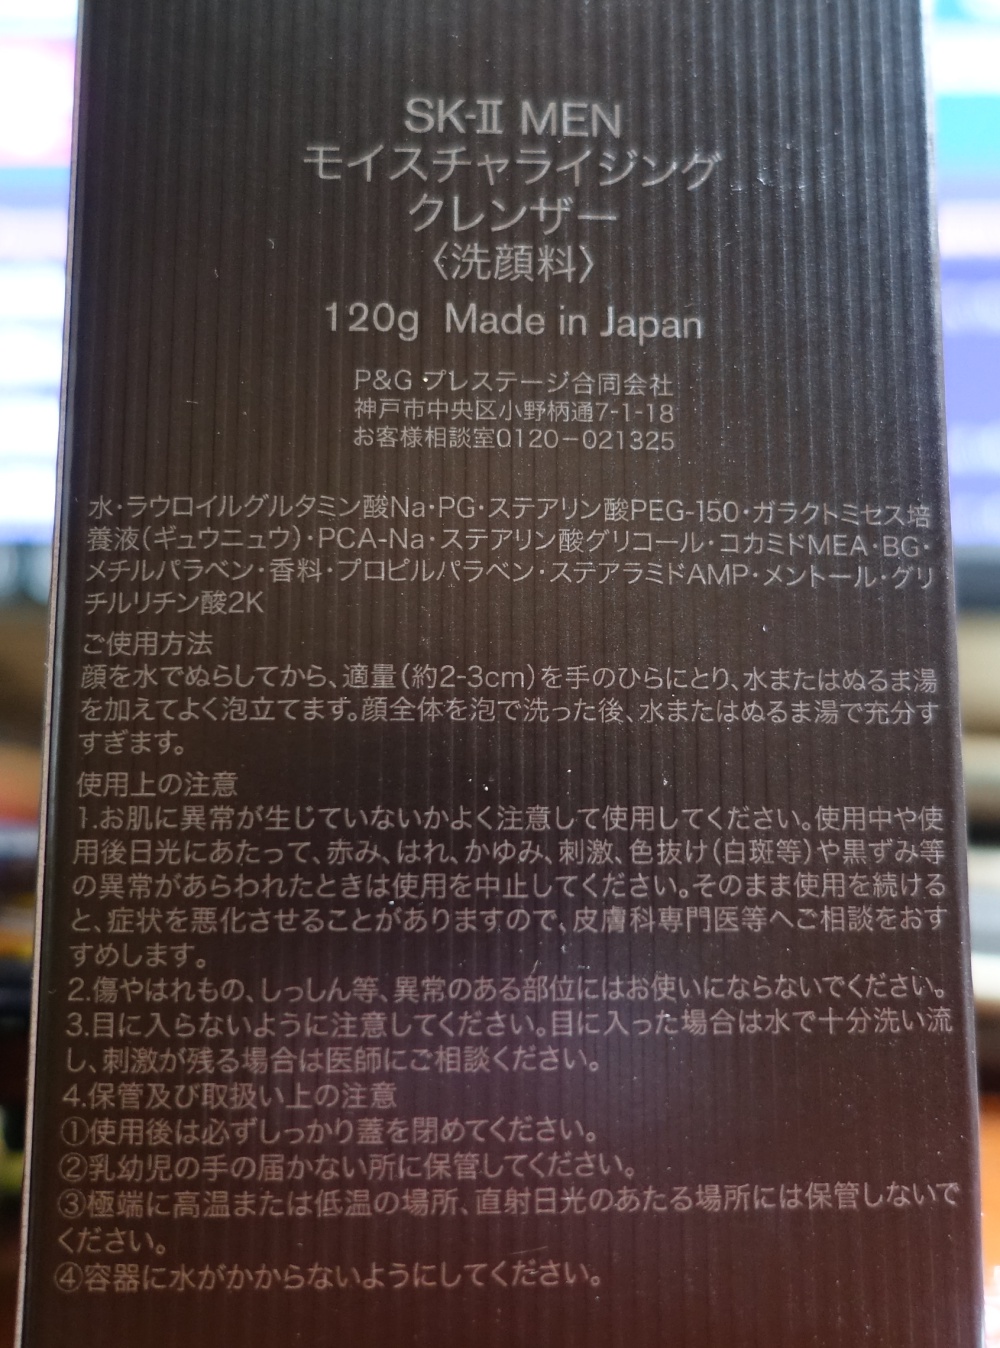 SK-Ⅱ MEN
モイスチャライジング
クレンザー
〈洗顔料〉
120g Made in Japan
P&G プレステージ合同会社
神戸市中央区小野柄通7-1-18
お客様相談室0120-021325
水・ラウロイルグルタミン酸Na・PG・ステアリン酸PEG-150・ガラクトミセス培
養液(ギュウニュウ)・PCA-Na・ステアリン酸グリコール・コカミドMEA・BG・
メチルパラベン・香料・プロピルパラベン・ステアラミドAMP・メントール・グリ
チルリチン酸2K
ご使用方法
顔を水でぬらしてから、適量(約2-3cm)を手のひらにとり、水またはぬるま湯
を加えてよく泡立てます。顔全体を泡で洗った後、水またはぬるま湯で充分す
すぎます。
使用上の注意
1.お肌に異常が生じていないかよく注意して使用してください。使用中や使
用後日光にあたって、赤み、はれ、かゆみ、刺激、色抜け(白斑等)や黒ずみ等
の異常があらわれたときは使用を中止してください。そのまま使用を続ける
と、症状を悪化させることがありますので、皮膚科専門医等へご相談をおす
すめします。
2.傷やはれもの、しっしん等、異常のある部位にはお使いにならないでください。
3.目に入らないように注意してください。目に入った場合は水で十分洗い流
し、刺激が残る場合は医師にご相談ください。
4.保管及び取扱い上の注意
①使用後は必ずしっかり蓋を閉めてください。
②乳幼児の手の届かない所に保管してください。
③極端に高温または低温の場所、直射日光のあたる場所には保管しないで
ください。
④容器に水がかからないようにしてください。